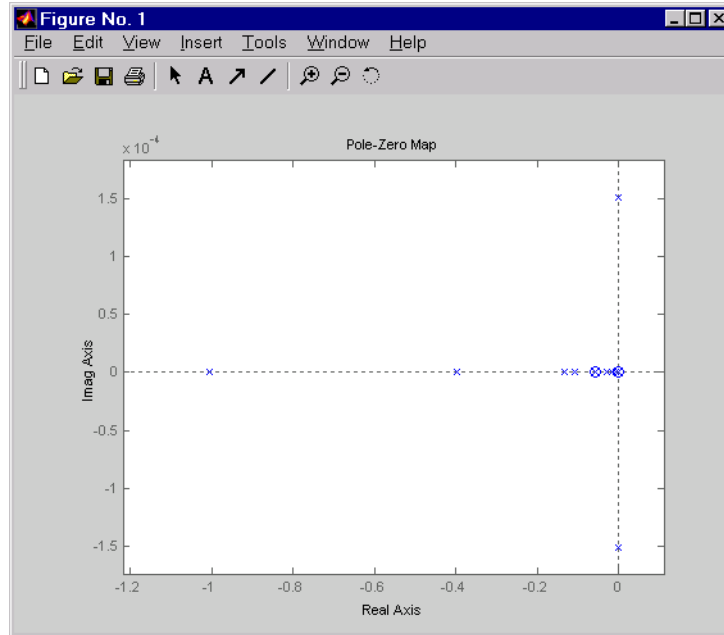 Figure No. 1
File Edit View Insert Tools Window Help
A
× 10⁻⁴
Pole-Zero Map
1.5
1
0.5
0
-0.5
-1
-1.5
Imag Axis
-1.2 -1 -0.8 -0.6 -0.4 -0.2 0
Real Axis